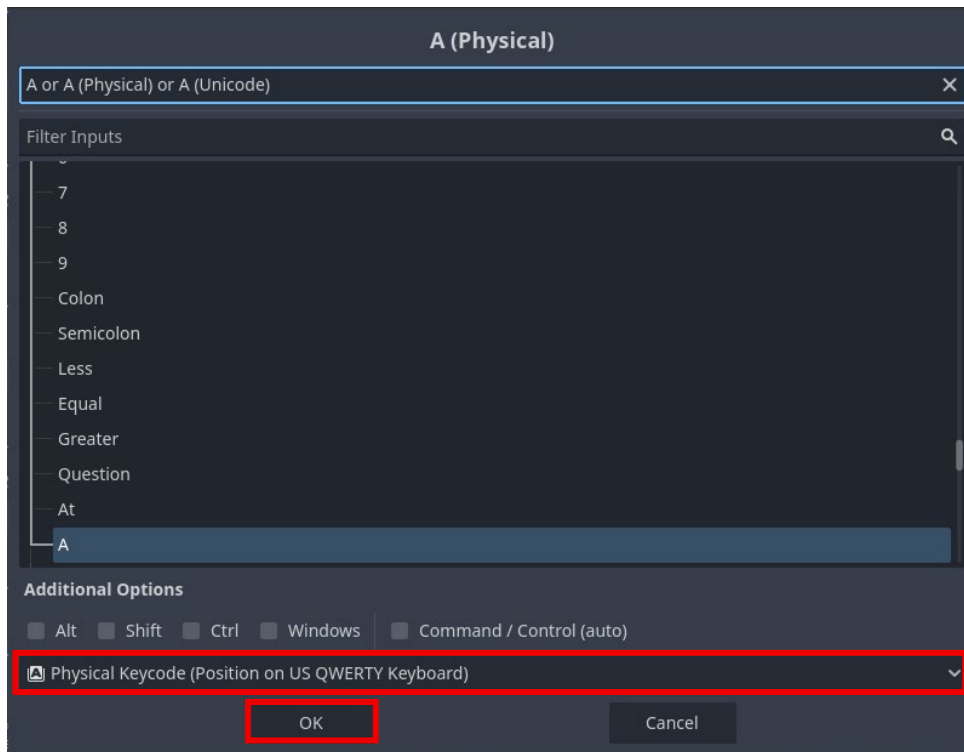 A (Physical)
A or A (Physical) or A (Unicode)
Filter Inputs
7
8
9
Colon
Semicolon
Less
Equal
Greater
Question
At
A
Additional Options
Alt Shift Ctrl Windows Command / Control (auto)
Physical Keycode (Position on US QWERTY Keyboard)
OK Cancel